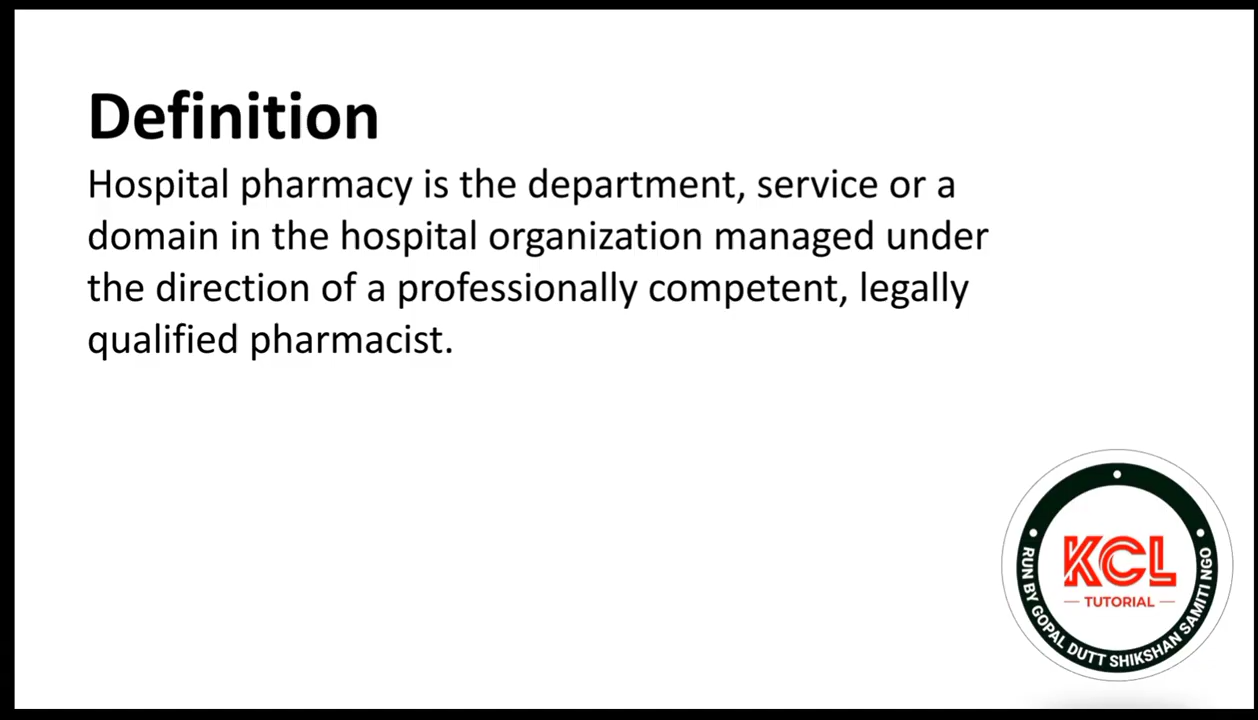 Definition
Hospital pharmacy is the department, service or a
domain in the hospital organization managed under
the direction of a professionally competent, legally
qualified pharmacist.
KCL
TUTORIAL
RUN BY GOPAL DUTT SHIKSHAN SAMITI NGO